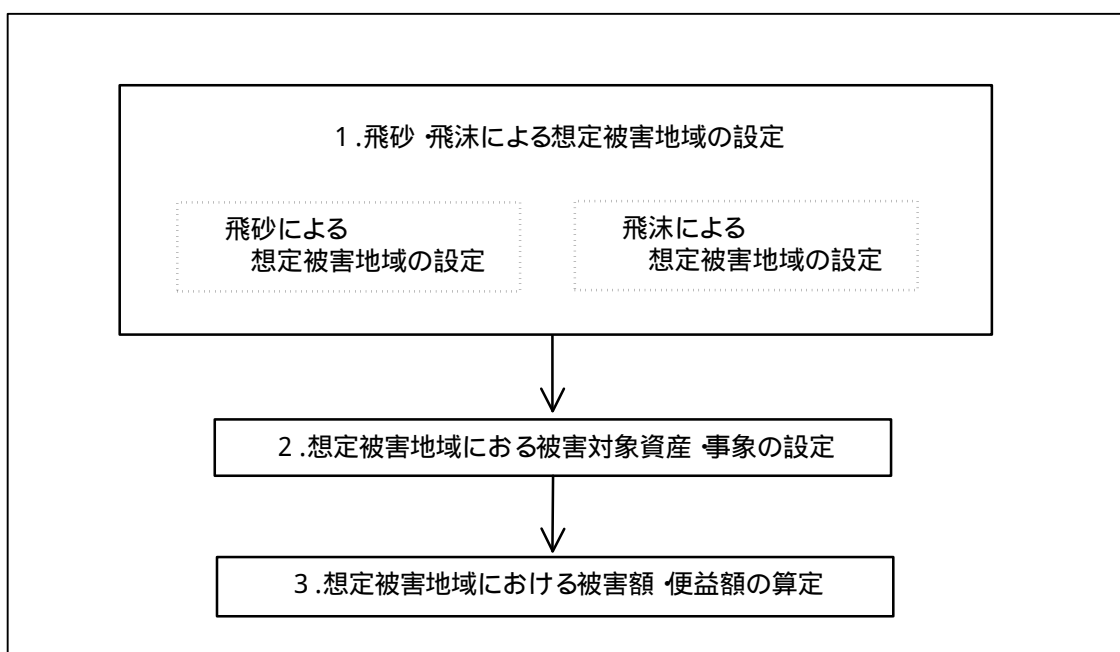 1.飛砂・飛沫による想定被害地域の設定
飛砂による
想定被害地域の設定
飛沫による
想定被害地域の設定
2.想定被害地域におる被害対象資産・事象の設定
3.想定被害地域における被害額・便益額の算定